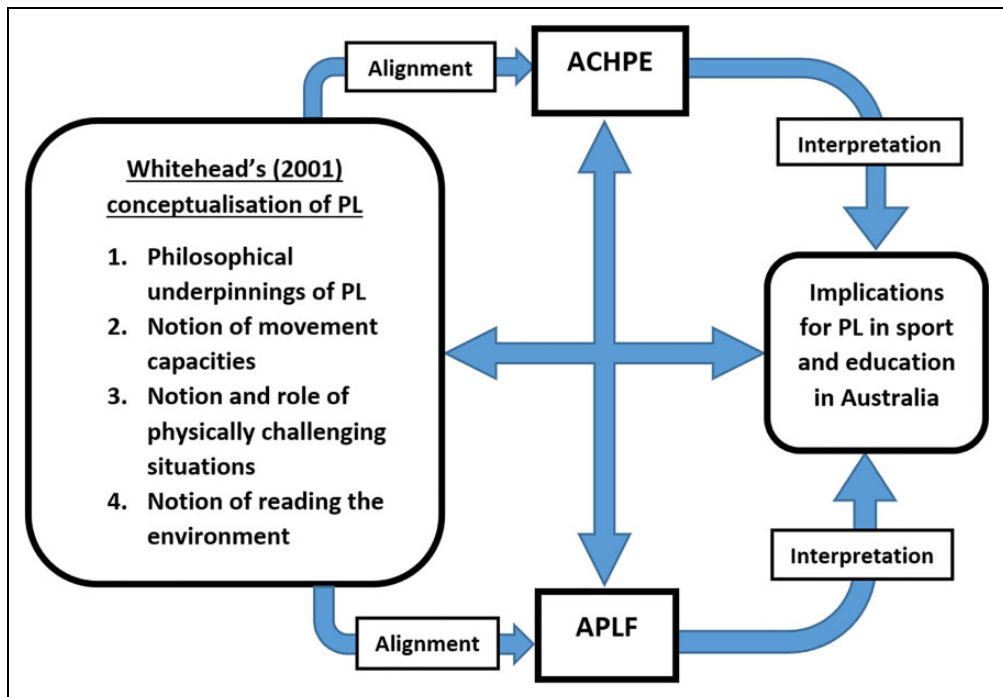 Alignment
ACHPE
Interpretation
Whitehead's (2001)
conceptualisation of PL
1. Philosophical
underpinnings of PL
2. Notion of movement
capacities
3. Notion and role of
physically challenging
situations
4. Notion of reading the
environment
Implications
for PL in sport
and education
in Australia
Alignment
APLF
Interpretation